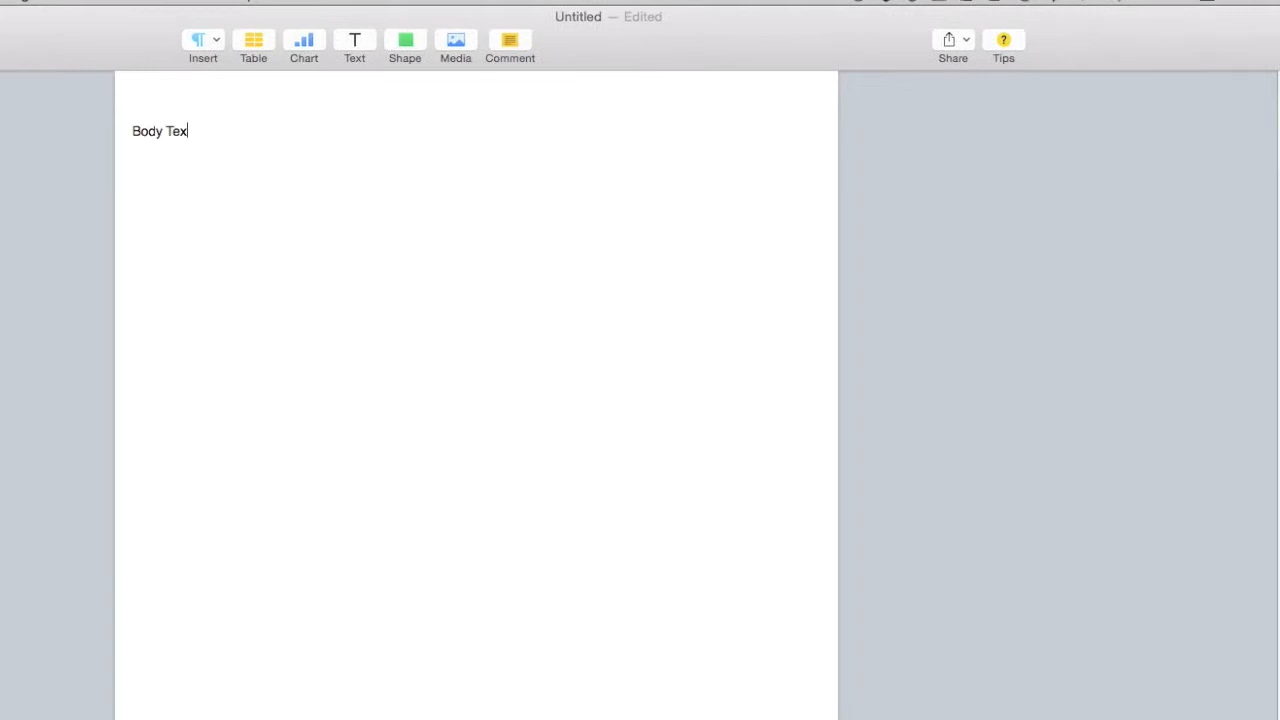 Untitled — Edited
Insert Table Chart Text Shape Media Comment Share Tips
Body Tex